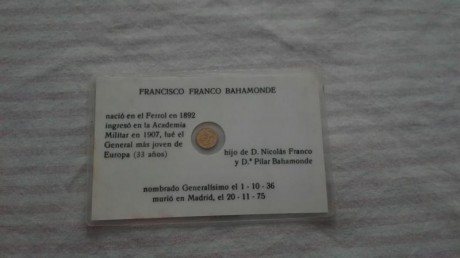 FRANCISCO FRANCO BAHAMONDE
nació en el Ferrol en 1892
ingresó en la Academia
Militar en 1907, fué el
General más joven de
Europa (33 años)
hijo de D. Nicolás Franco
y D.ª Pilar Bahamonde
nombrado Generalísimo el 1 - 10 - 36
murió en Madrid, el 20 - 11 - 75